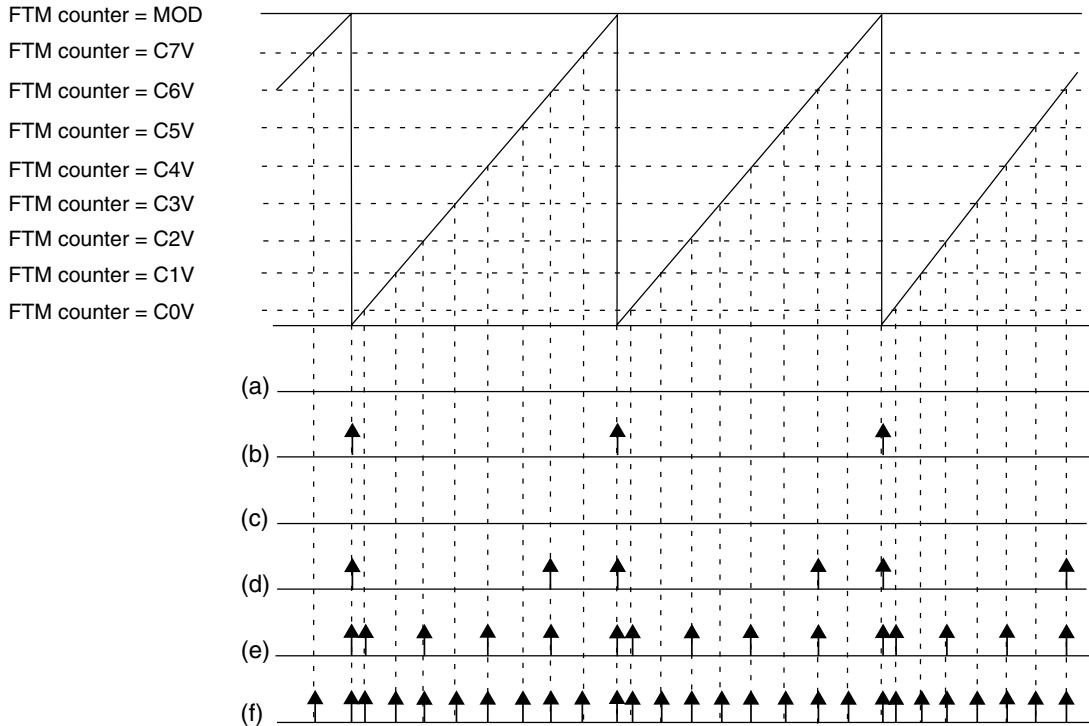 FTM counter = MOD
FTM counter = C7V
FTM counter = C6V
FTM counter = C5V
FTM counter = C4V
FTM counter = C3V
FTM counter = C2V
FTM counter = C1V
FTM counter = C0V
(a)
(b)
(c)
(d)
(e)
(f)